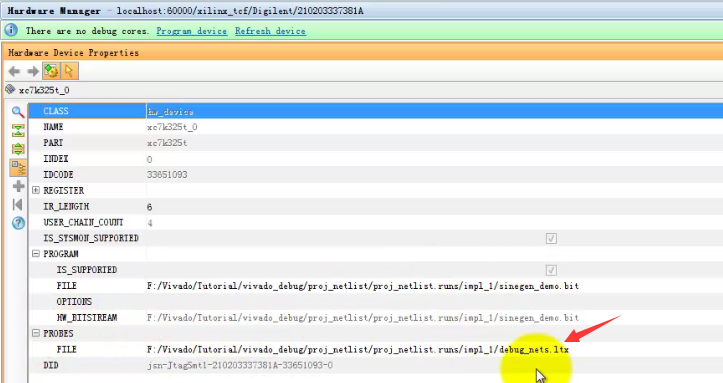 Hardware Manager - localhost:60000/xilinx_tcf/Digilent/210203337381A
There are no debug cores. Program device Refresh device
Hardware Device Properties
xc7k325t_0
CLASS hw_device
NAME xc7k325t_0
PART xc7k325t
INDEX 0
IDCODE 33651093
REGISTER
IR_LENGTH 6
USER_CHAIN_COUNT 4
IS_SYSMON_SUPPORTED
PROGRAM
IS_SUPPORTED
FILE F:/Vivado/Tutorial/vivado_debug/proj_netlist/proj_netlist.runs/impl_1/sinegen_demo.bit
OPTIONS
HW_BITSTREAM F:/Vivado/Tutorial/vivado_debug/proj_netlist/proj_netlist.runs/impl_1/sinegen_demo.bit
PROBES
FILE F:/Vivado/Tutorial/vivado_debug/proj_netlist/proj_netlist.runs/impl_1/debug_nets.ltx
DID jsn-JtagSmt1-210203337381A-33651093-0